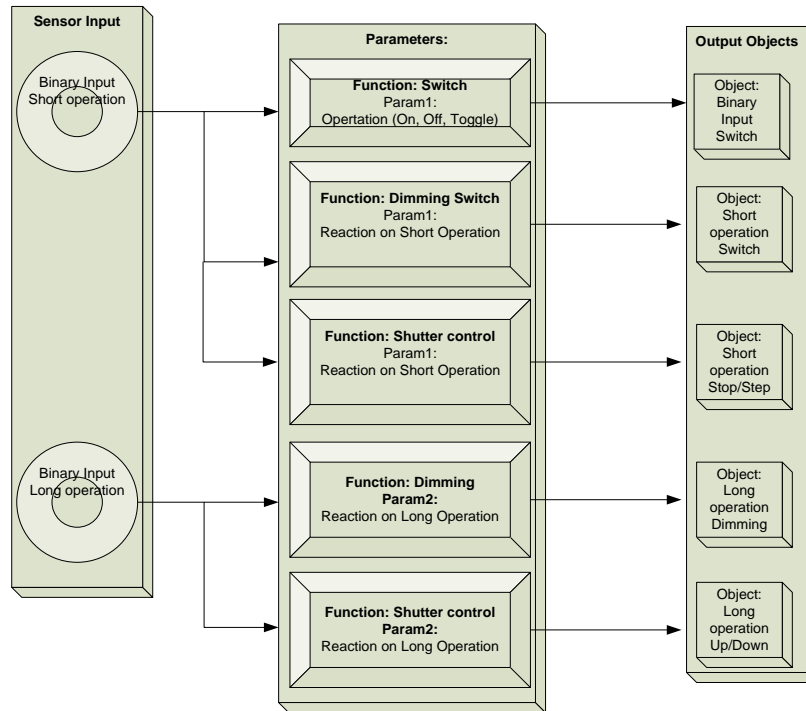 Sensor Input
Binary Input
Short operation
Binary Input
Long operation
Parameters:
Function: Switch
Param1:
Opertation (On, Off, Toggle)
Function: Dimming Switch
Param1:
Reaction on Short Operation
Function: Shutter control
Param1:
Reaction on Short Operation
Function: Dimming
Param2:
Reaction on Long Operation
Function: Shutter control
Param2:
Reaction on Long Operation
Output Objects
Object:
Binary
Input
Switch
Object:
Short
operation
Switch
Object:
Short
operation
Stop/Step
Object:
Long
operation
Dimming
Object:
Long
operation
Up/Down